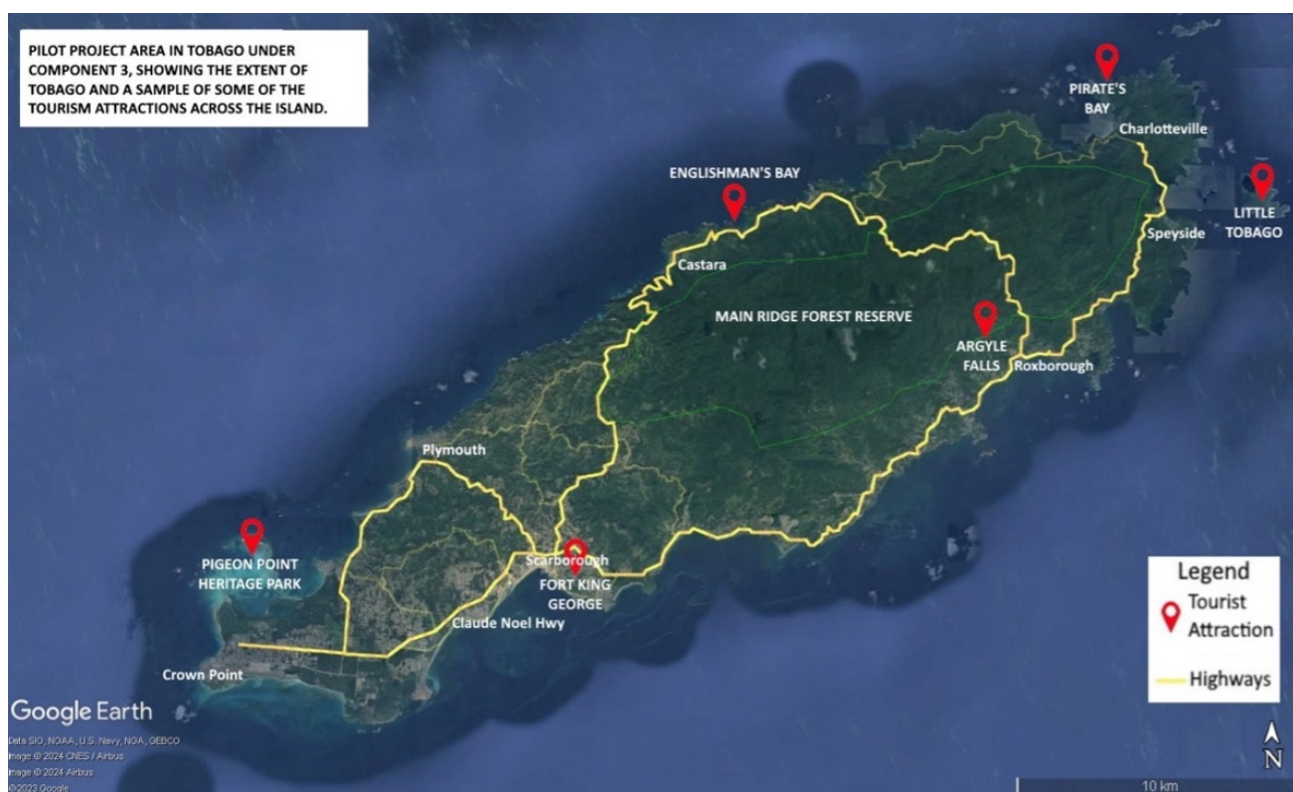 PILOT PROJECT AREA IN TOBAGO UNDER
COMPONENT 3, SHOWING THE EXTENT OF
TOBAGO AND A SAMPLE OF SOME OF THE
TOURISM ATTRACTIONS ACROSS THE ISLAND.
PIRATE'S
BAY
Charlotteville
ENGLISHMAN'S BAY
LITTLE
TOBAGO
Speyside
Castara
MAIN RIDGE FOREST RESERVE
ARGYLE
FALLS
Roxborough
Plymouth
PIGEON POINT
HERITAGE PARK
Scarborough
FORT KING
GEORGE
Claude Noel Hwy
Crown Point
Legend
Tourist
Attraction
Highways
Google Earth
Data SIO, NOAA, U.S. Navy, NGA, GEBCO
Image © 2024 CNES / Airbus
Image © 2024 Airbus
©2023 Google
N
10 km